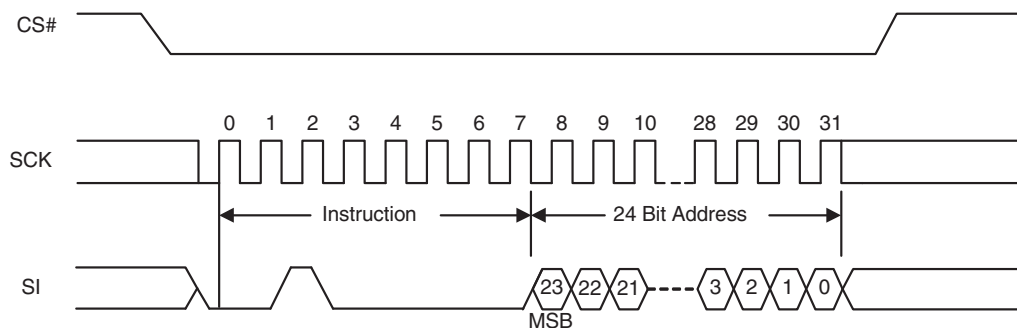 CS#
0 1 2 3 4 5 6 7 8 9 10 28 29 30 31
SCK
Instruction 24 Bit Address
SI 23 22 21 3 2 1 0
MSB